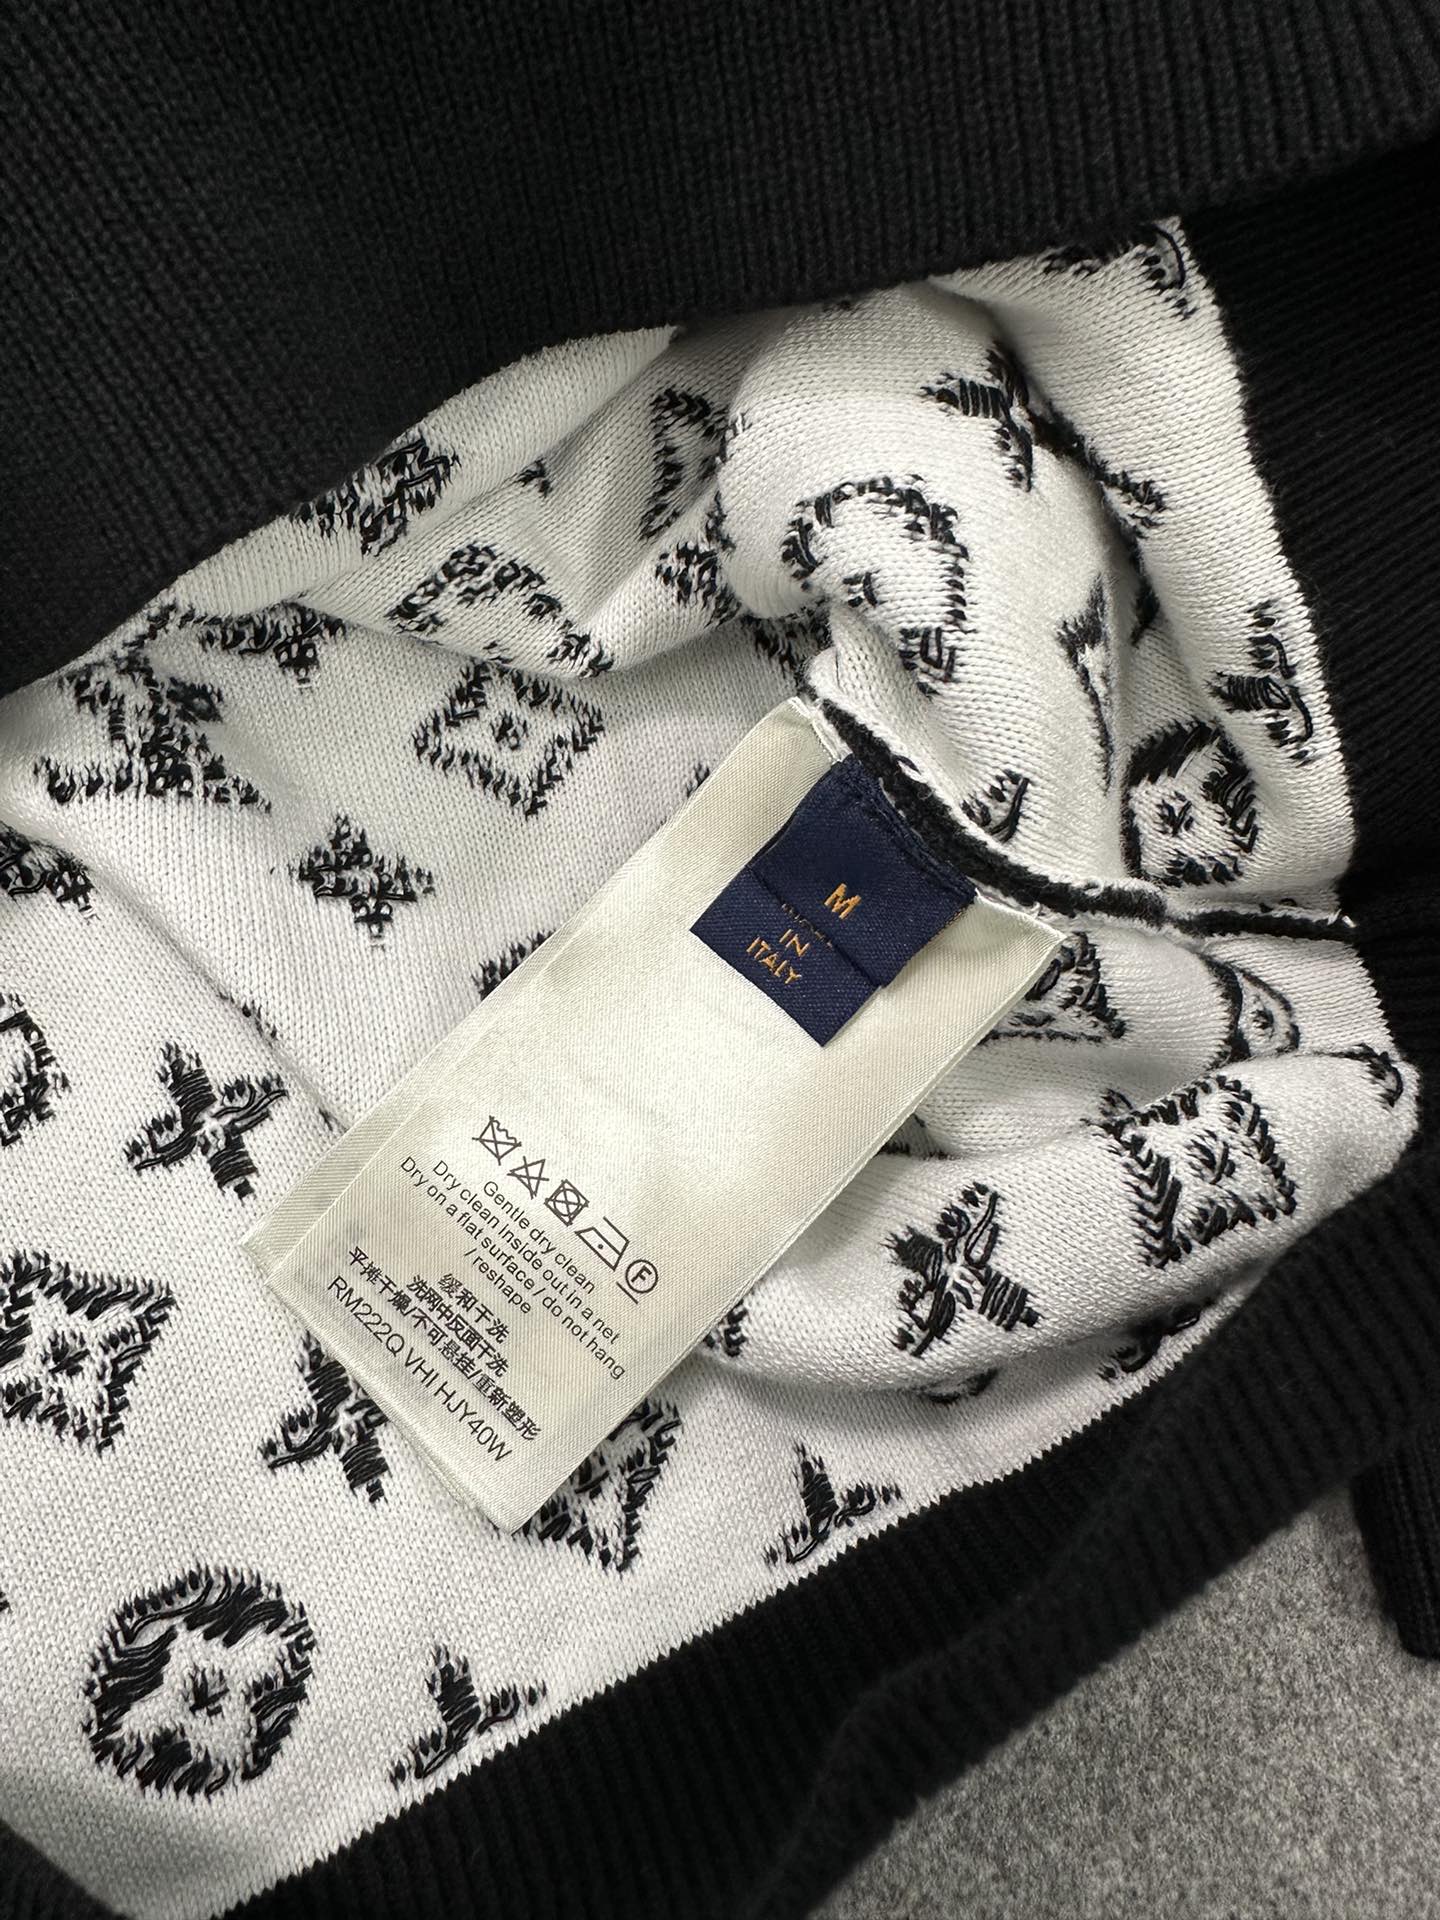 M
IN
ITALY
F
Gentle dry clean
Dry clean inside out in a net
Dry on a flat surface / do not hang
/ reshape
缓和干洗
洗网中反面干洗
平摊干燥/不可悬挂/重新塑形
RM222Q VHI HJY40W